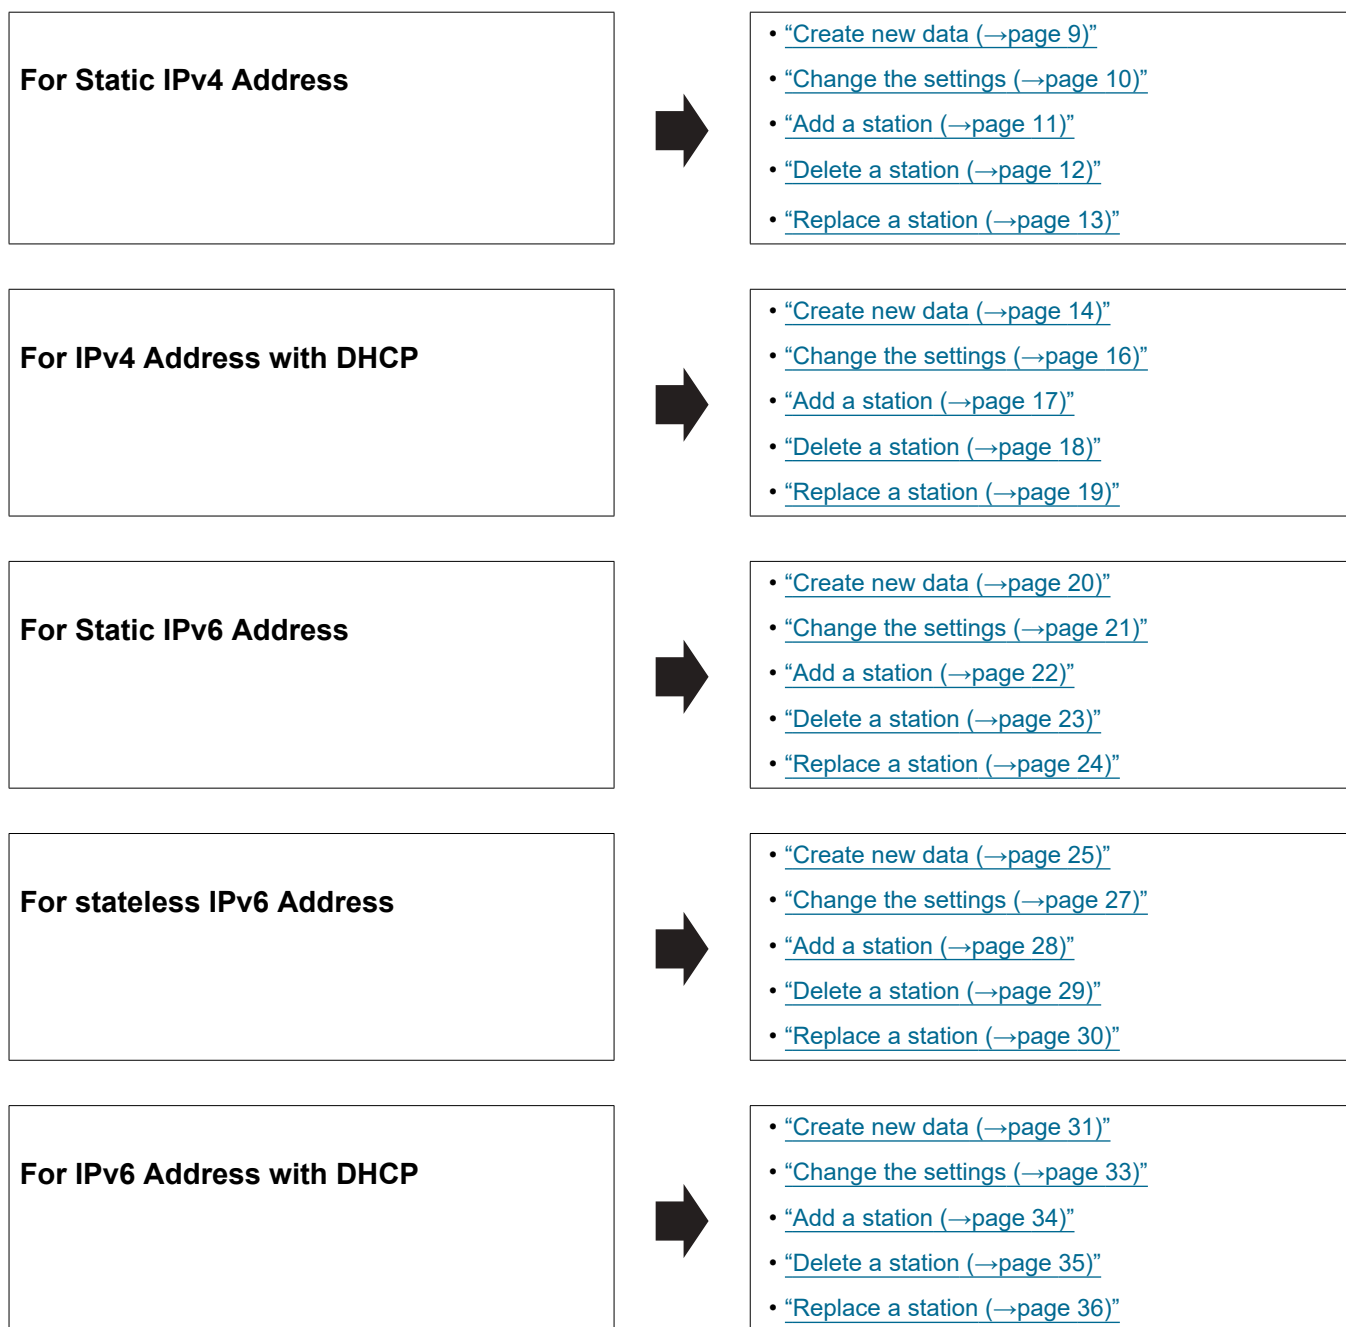 For Static IPv4 Address
• “Create new data (→page 9)”
• “Change the settings (→page 10)”
• “Add a station (→page 11)”
• “Delete a station (→page 12)”
• “Replace a station (→page 13)”
For IPv4 Address with DHCP
• “Create new data (→page 14)”
• “Change the settings (→page 16)”
• “Add a station (→page 17)”
• “Delete a station (→page 18)”
• “Replace a station (→page 19)”
For Static IPv6 Address
• “Create new data (→page 20)”
• “Change the settings (→page 21)”
• “Add a station (→page 22)”
• “Delete a station (→page 23)”
• “Replace a station (→page 24)”
For stateless IPv6 Address
• “Create new data (→page 25)”
• “Change the settings (→page 27)”
• “Add a station (→page 28)”
• “Delete a station (→page 29)”
• “Replace a station (→page 30)”
For IPv6 Address with DHCP
• “Create new data (→page 31)”
• “Change the settings (→page 33)”
• “Add a station (→page 34)”
• “Delete a station (→page 35)”
• “Replace a station (→page 36)”